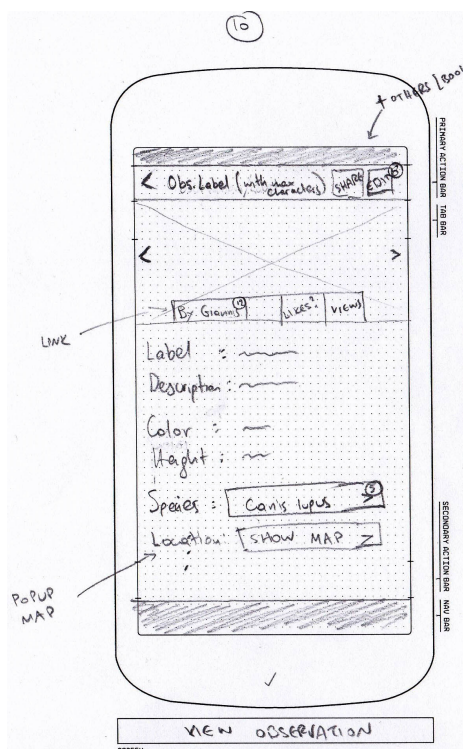 10
+ OTHERS
PRIMARY ACTION BAR TAB BAR
< Obs. Label (with max characters) SHARE EDIT
< >
By Giannis 12 LIKES? VIEWS
LINK
Label :
Description :
Color :
Height :
Species : Canis lupus 5 >
Location : SHOW MAP
POPUP
MAP
SECONDARY ACTION BAR NAV BAR
VIEW OBSERVATION